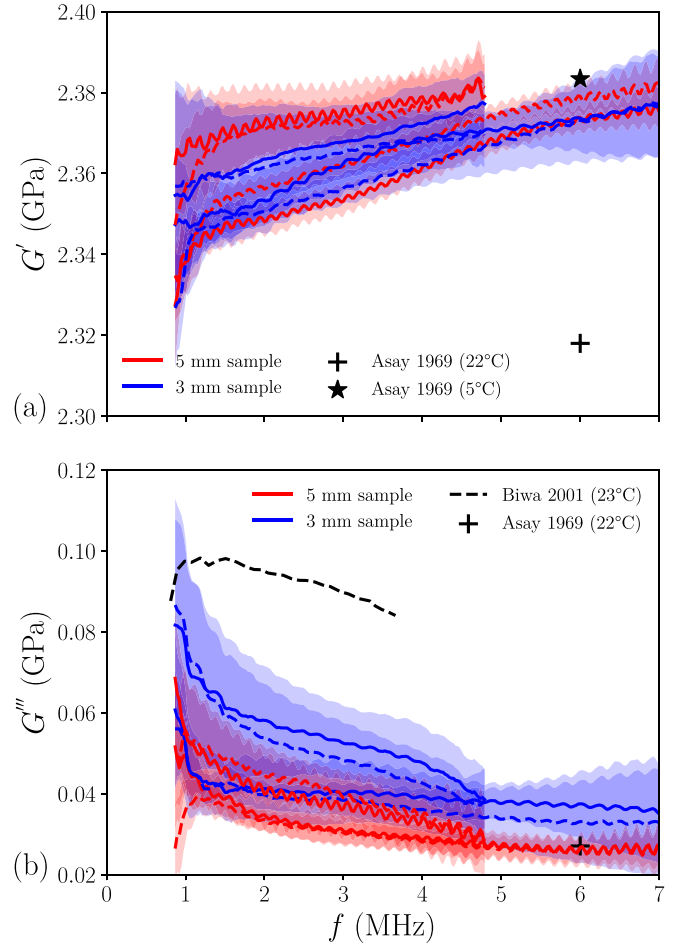 2.40
2.38
2.36
2.34
2.32
2.30
G′ (GPa)
5 mm sample
3 mm sample
Asay 1969 (22°C)
Asay 1969 (5°C)
(a)
0.12
0.10
0.08
0.06
0.04
0.02
G‴ (GPa)
5 mm sample
3 mm sample
Biwa 2001 (23°C)
Asay 1969 (22°C)
(b)
0 1 2 3 4 5 6 7
f (MHz)